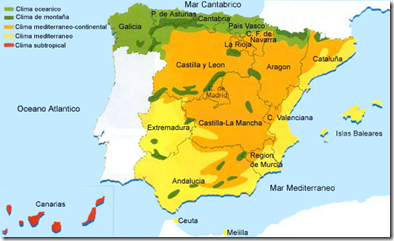 Clima oceanico
Clima de montaña
Clima mediterraneo-continental
Clima mediterraneo
Clima subtropical
Mar Cantabrico
P. de Asturias
Cantabria
Pais Vasco
Galicia
C. F. de
Navarra
La Rioja
Cataluña
Castilla y Leon
Aragon
C. de
Madrid
Oceano Atlantico
Extremadura
Castilla-La Mancha
C. Valenciana
Islas Baleares
Region
de Murcia
Andalucia
Mar Mediterraneo
Canarias
Ceuta
Melilla